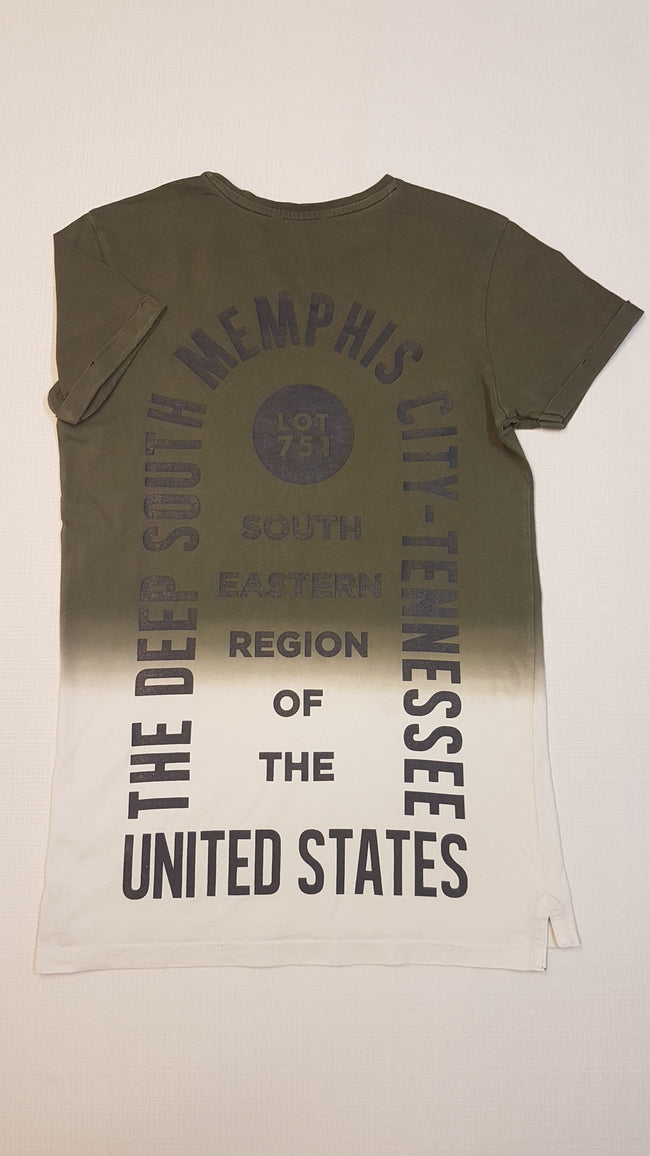 THE DEEP SOUTH MEMPHIS CITY-TENNESSEE
LOT
751
SOUTH
EASTERN
REGION
OF
THE
UNITED STATES